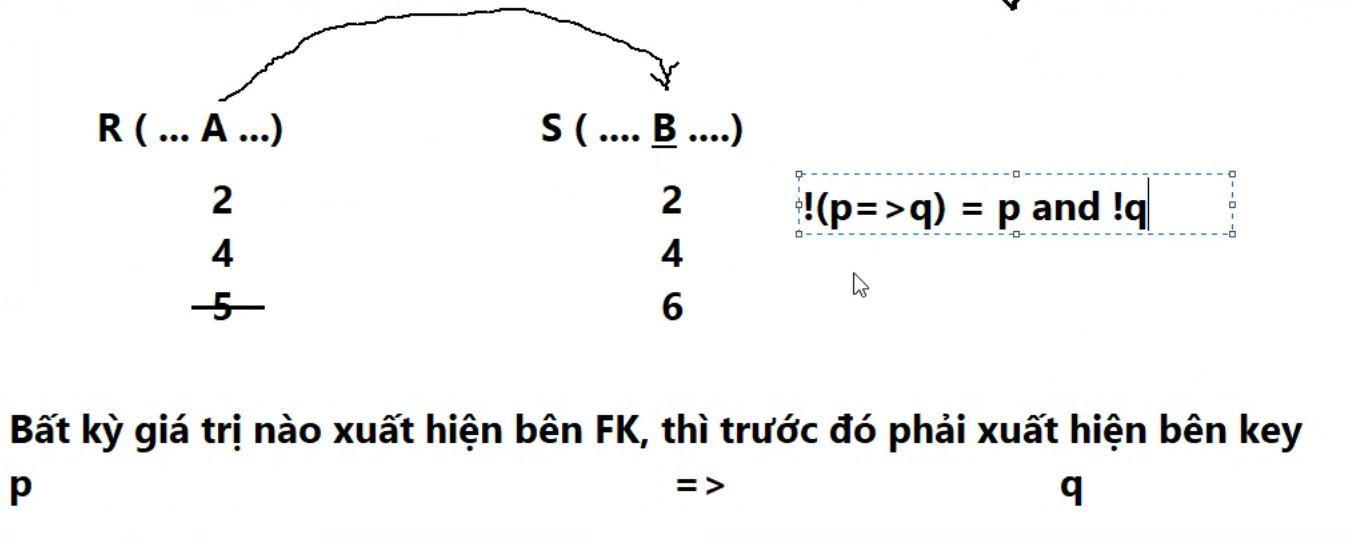 R ( ... A ...) S ( .... B ....)
2 2
!(p=>q) = p and !q
4 4
5 6
Bất kỳ giá trị nào xuất hiện bên FK, thì trước đó phải xuất hiện bên key
p => q